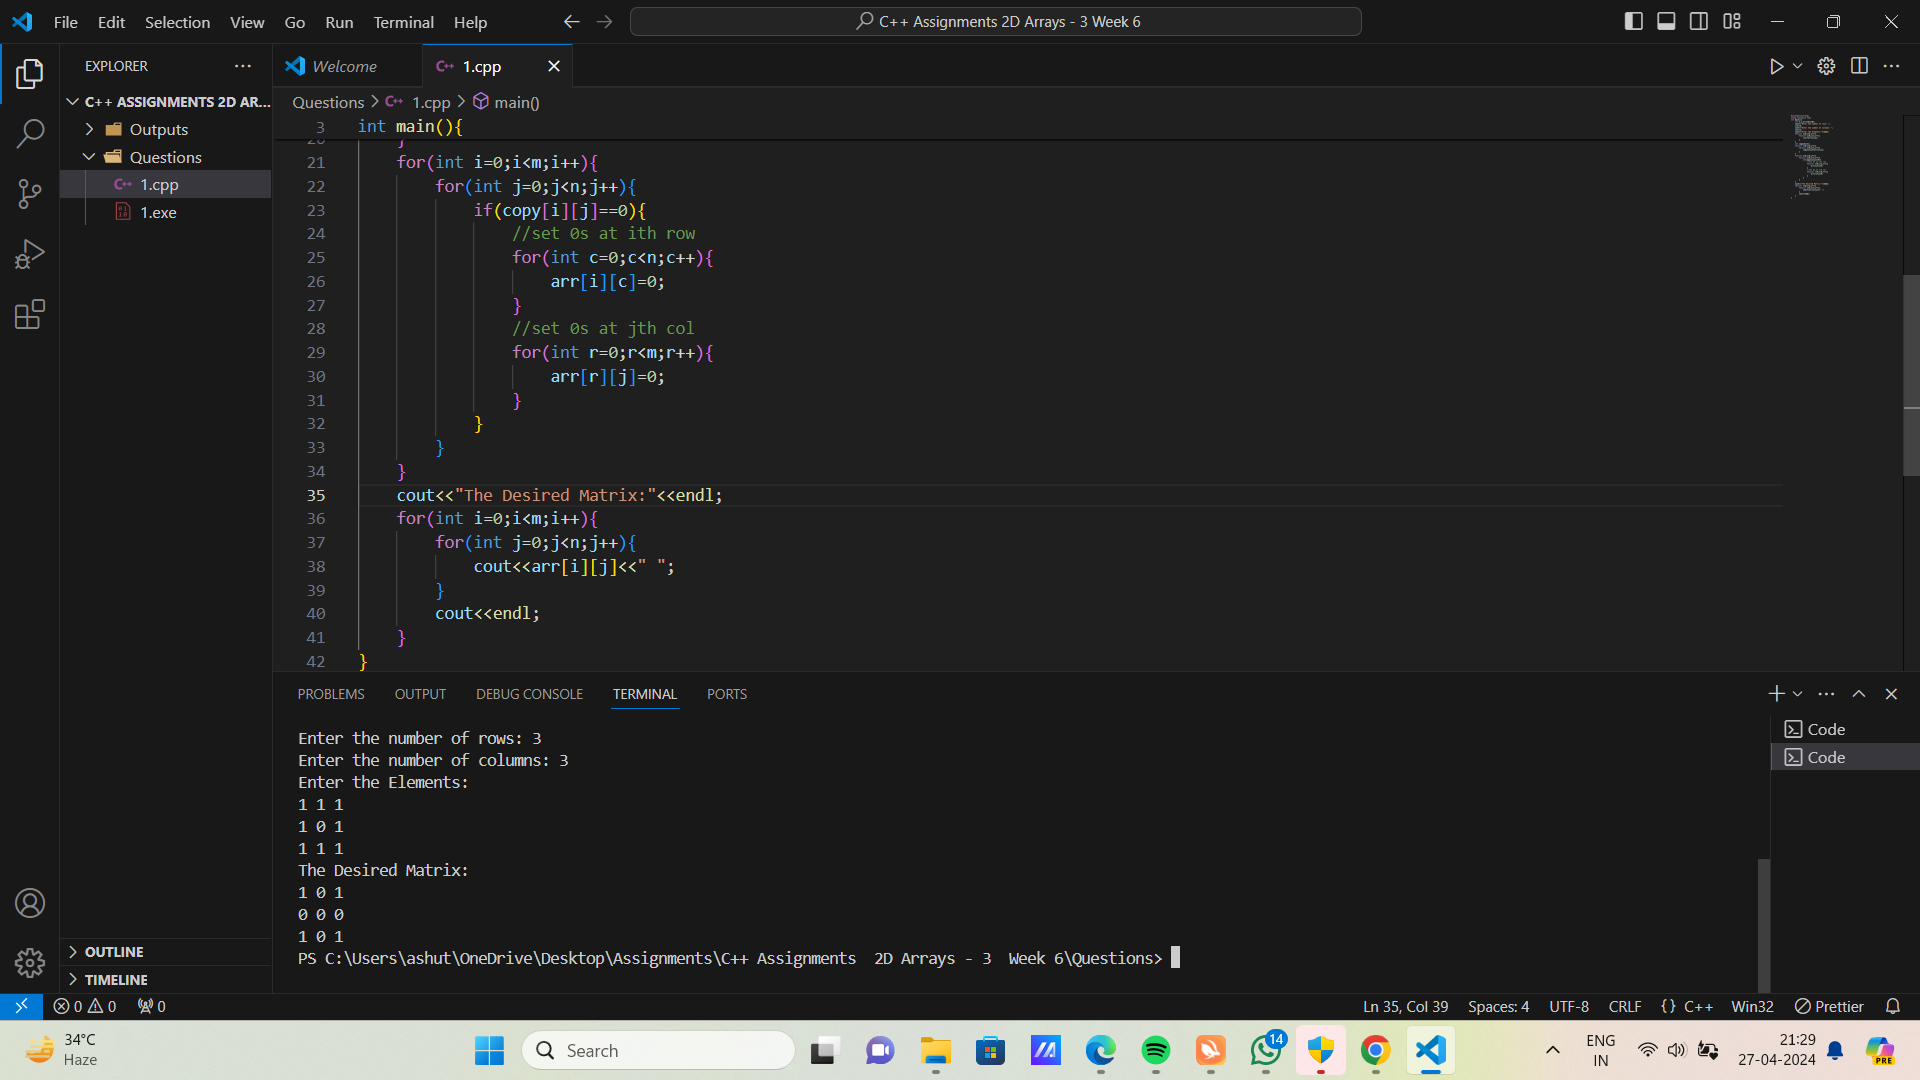 File Edit Selection View Go Run Terminal Help
C++ Assignments 2D Arrays - 3 Week 6
EXPLORER
C++ ASSIGNMENTS 2D AR...
Outputs
Questions
1.cpp
1.exe
OUTLINE
TIMELINE
Welcome
1.cpp
Questions > 1.cpp > main()
3 int main(){
20 }
21 for(int i=0;i<m;i++){
22 for(int j=0;j<n;j++){
23 if(copy[i][j]==0){
24 //set 0s at ith row
25 for(int c=0;c<n;c++){
26 arr[i][c]=0;
27 }
28 //set 0s at jth col
29 for(int r=0;r<m;r++){
30 arr[r][j]=0;
31 }
32 }
33 }
34 }
35 cout<<"The Desired Matrix:"<<endl;
36 for(int i=0;i<m;i++){
37 for(int j=0;j<n;j++){
38 cout<<arr[i][j]<<" ";
39 }
40 cout<<endl;
41 }
42 }
PROBLEMS OUTPUT DEBUG CONSOLE TERMINAL PORTS
Enter the number of rows: 3
Enter the number of columns: 3
Enter the Elements:
1 1 1
1 0 1
1 1 1
The Desired Matrix:
1 0 1
0 0 0
1 0 1
PS C:\Users\ashut\OneDrive\Desktop\Assignments\C++ Assignments  2D Arrays - 3  Week 6\Questions>
Code
Code
0 0 0
Ln 35, Col 39 Spaces: 4 UTF-8 CRLF {} C++ Win32 Prettier
34°C
Haze
Search
14
ENG
IN
21:29
27-04-2024
PRE